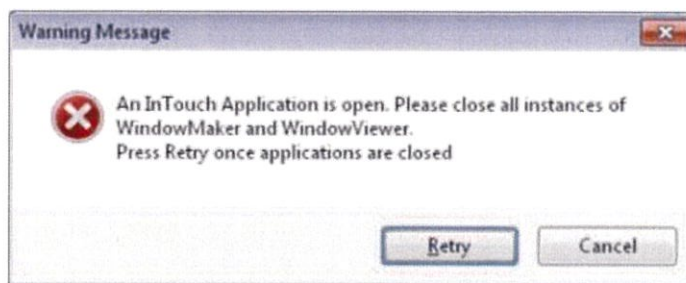 Warning Message
An InTouch Application is open. Please close all instances of
WindowMaker and WindowViewer.
Press Retry once applications are closed
Retry
Cancel